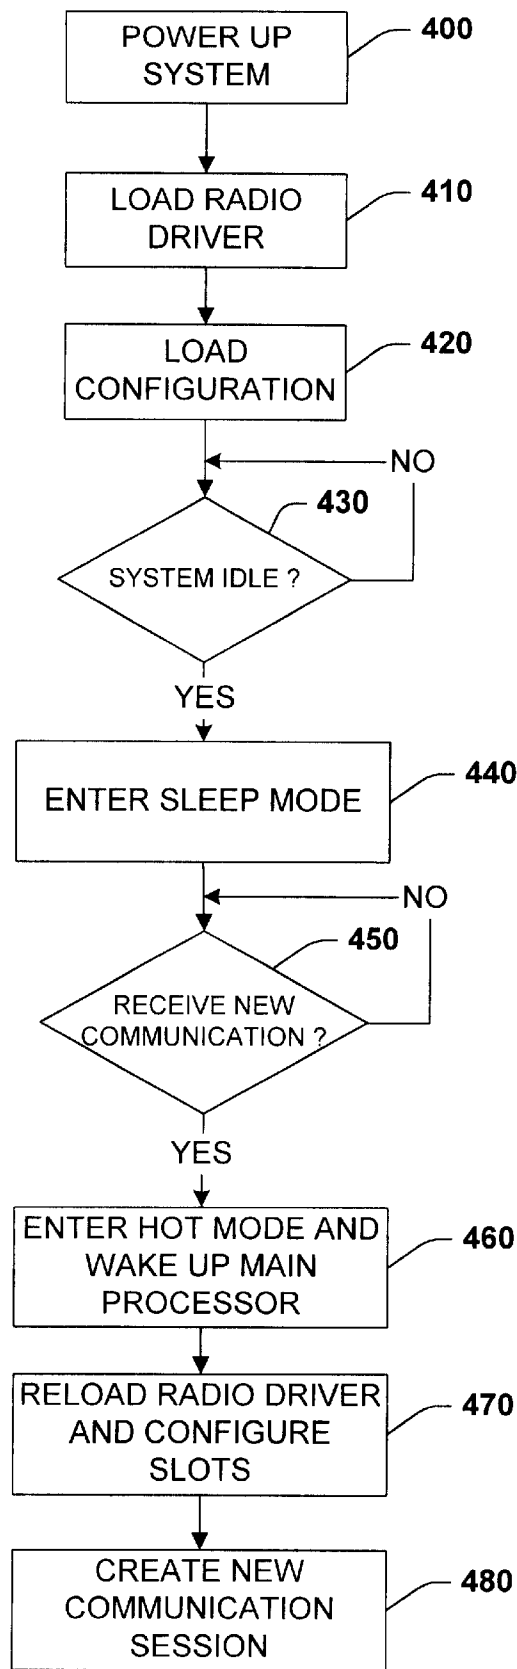 POWER UP
SYSTEM
400
LOAD RADIO
DRIVER
410
LOAD
CONFIGURATION
420
NO
430
SYSTEM IDLE ?
YES
ENTER SLEEP MODE
440
NO
450
RECEIVE NEW
COMMUNICATION ?
YES
ENTER HOT MODE AND
WAKE UP MAIN
PROCESSOR
460
RELOAD RADIO DRIVER
AND CONFIGURE
SLOTS
470
CREATE NEW
COMMUNICATION
SESSION
480